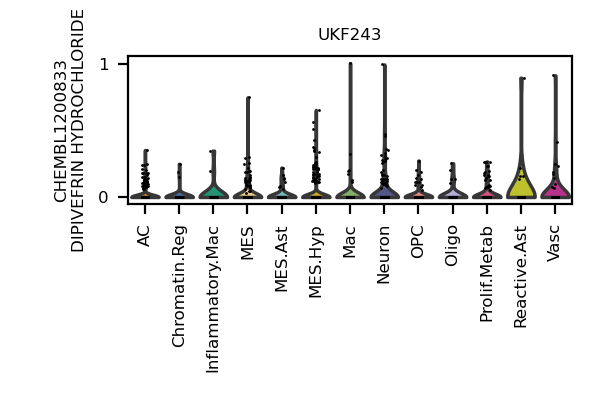 UKF243
CHEMBL1200833
DIPIVEFRIN HYDROCHLORIDE
1
0
AC
Chromatin.Reg
Inflammatory.Mac
MES
MES.Ast
MES.Hyp
Mac
Neuron
OPC
Oligo
Prolif.Metab
Reactive.Ast
Vasc